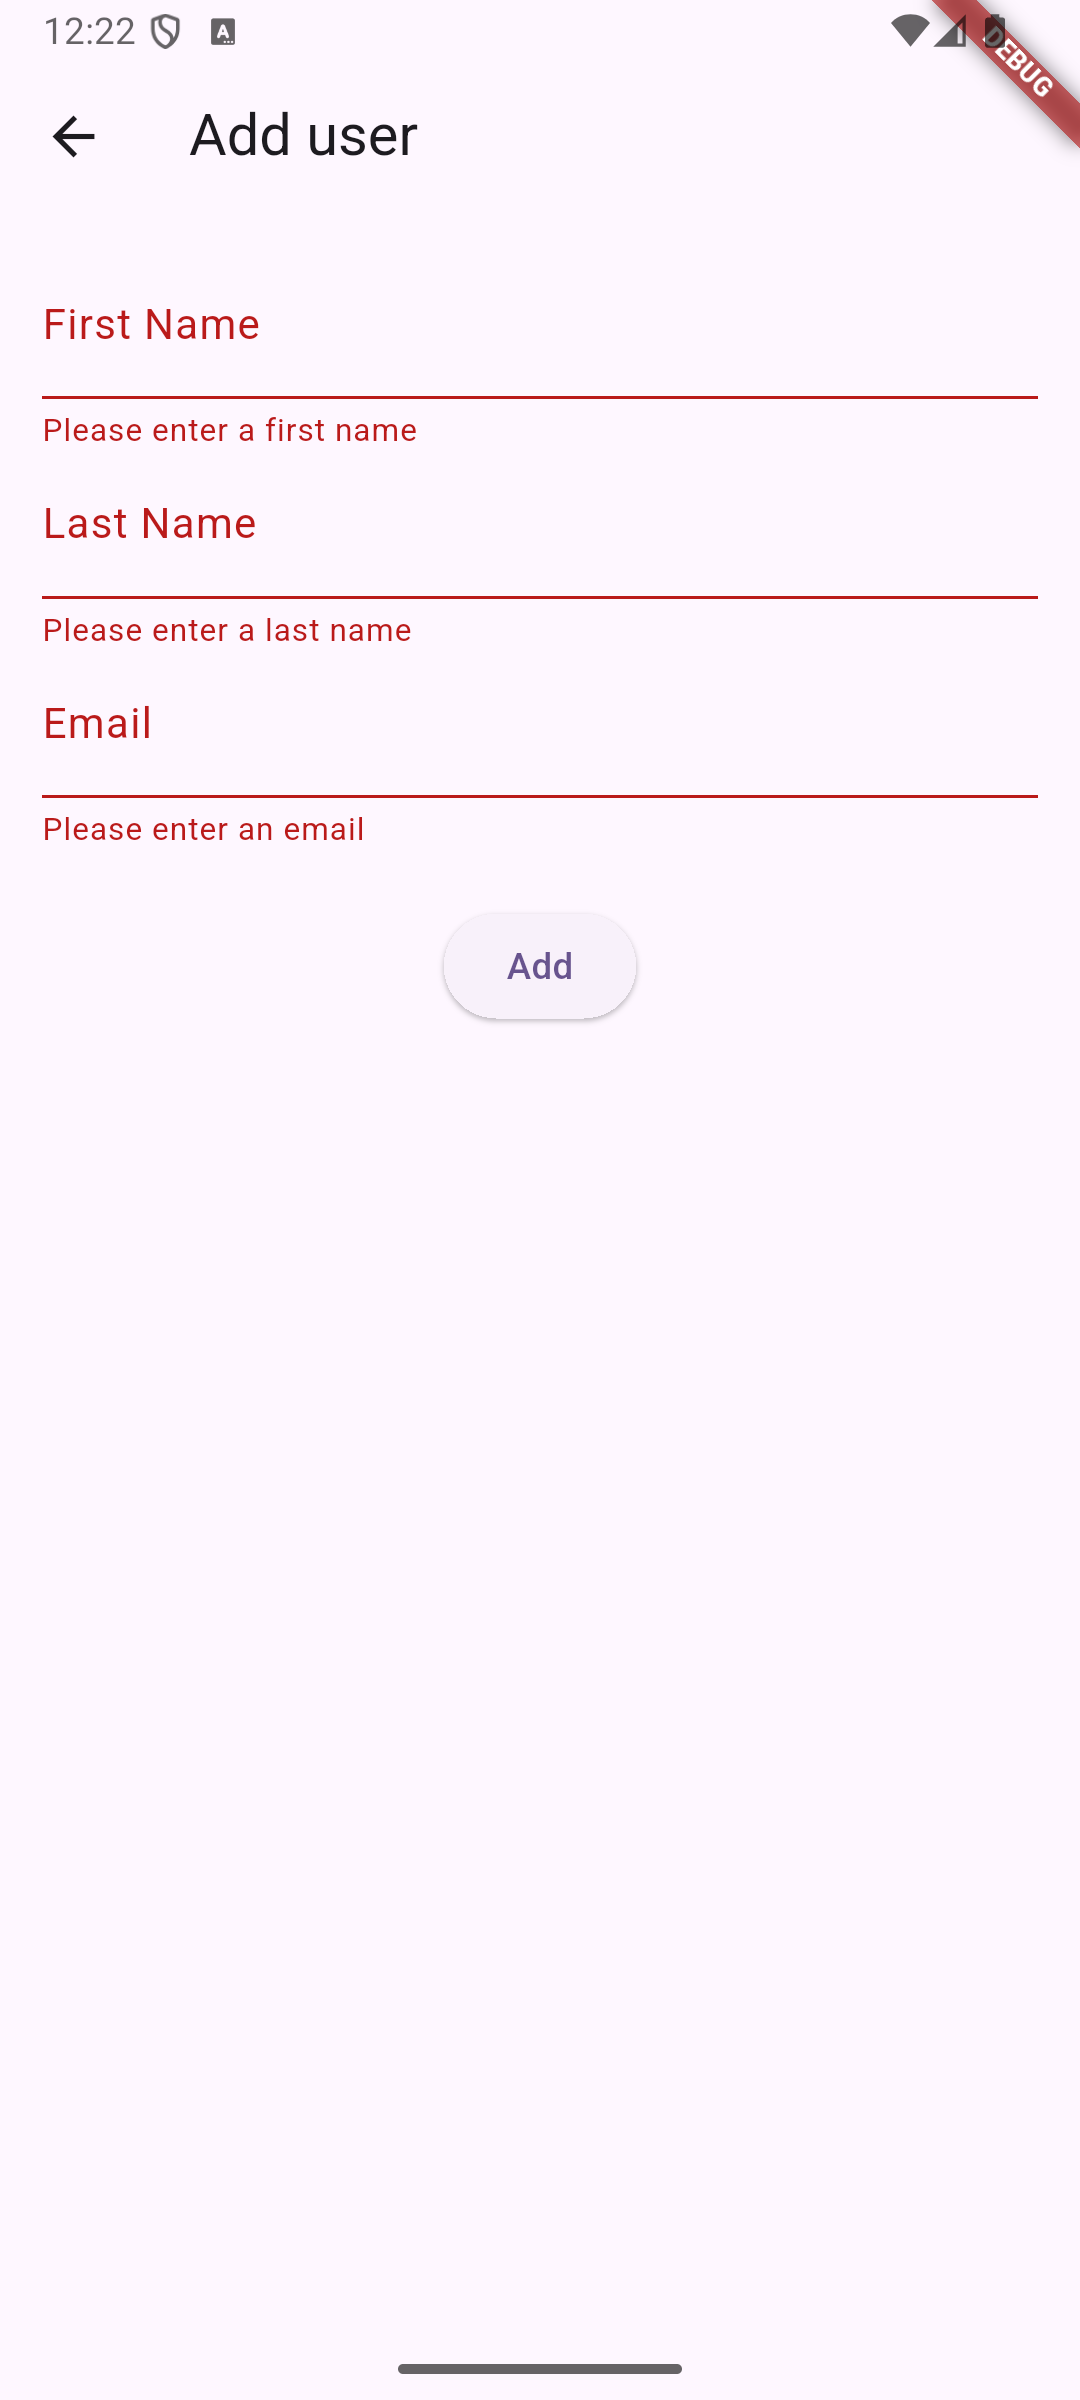 12:22
DEBUG
Add user
First Name
Please enter a first name
Last Name
Please enter a last name
Email
Please enter an email
Add